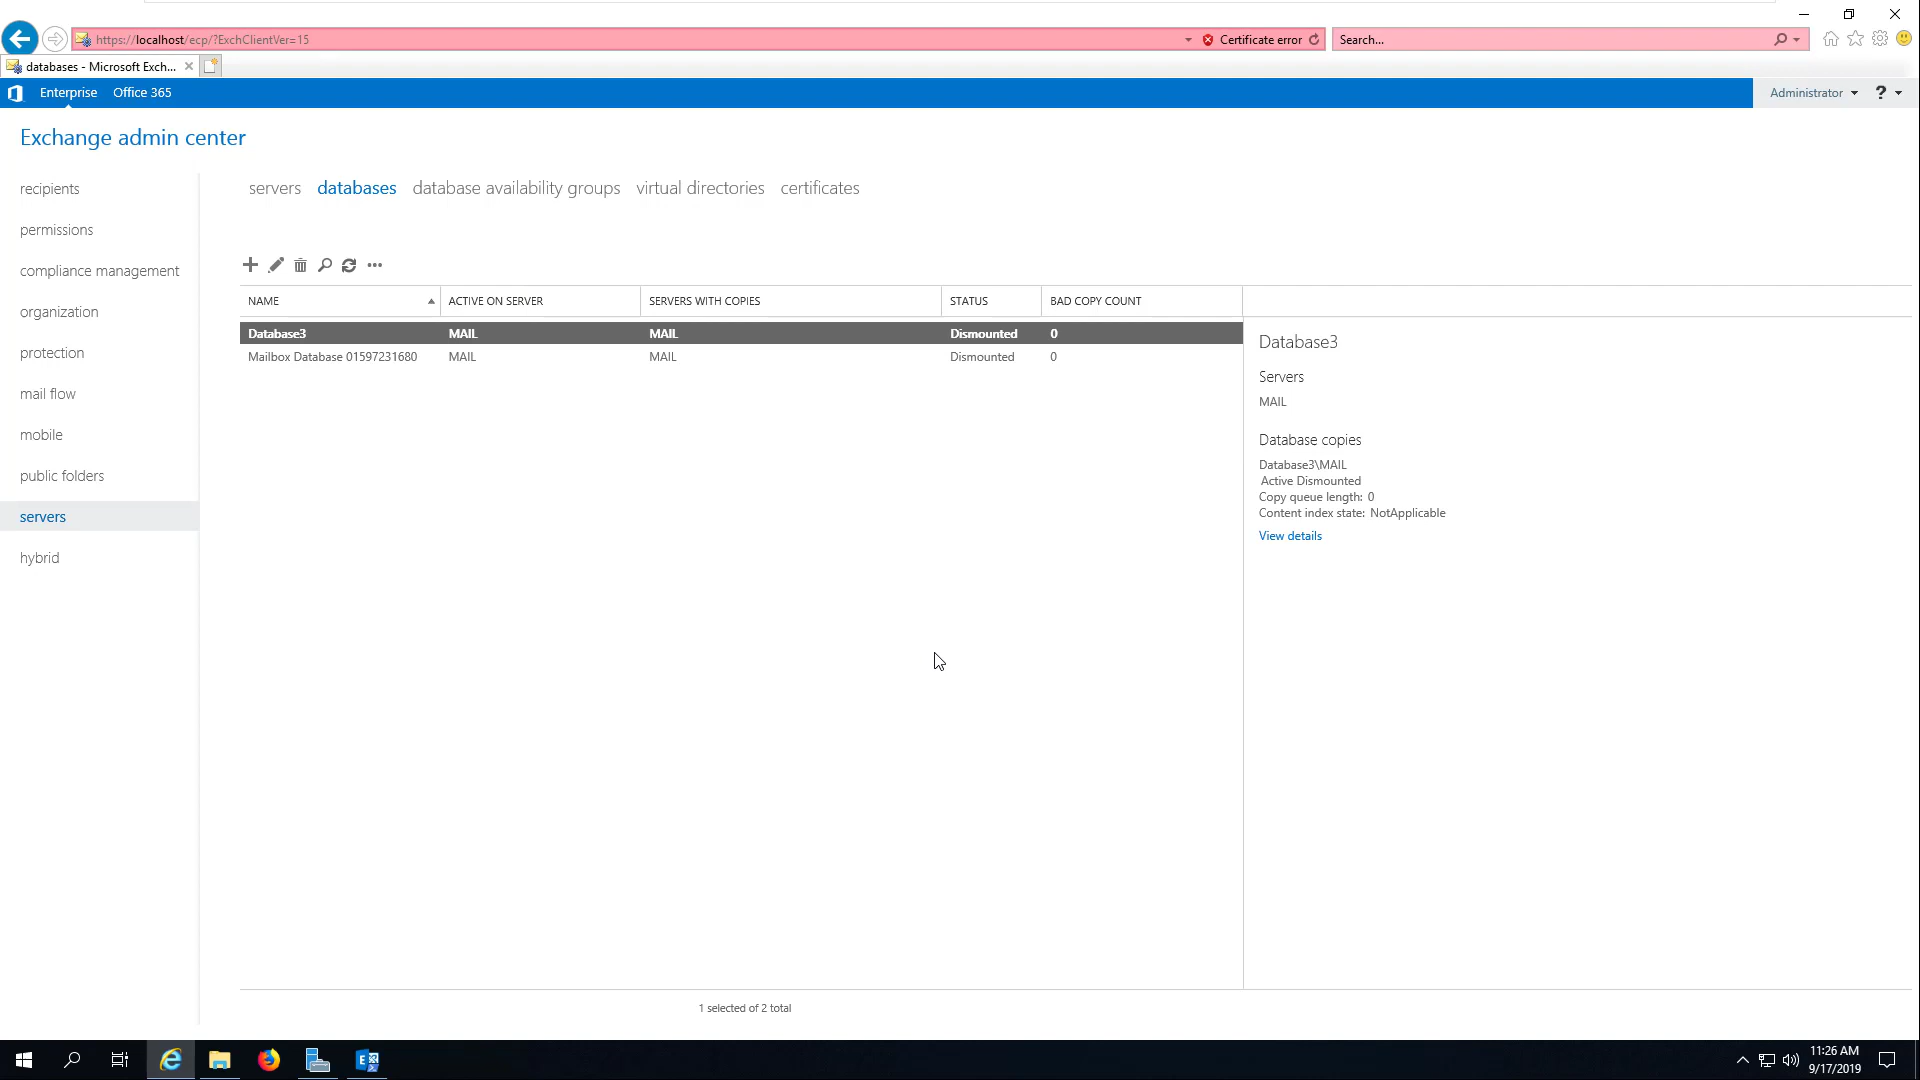 https://localhost/ecp/?ExchClientVer=15
Certificate error
Search...
databases - Microsoft Exch...
Enterprise
Office 365
Administrator
?
Exchange admin center
recipients
permissions
compliance management
organization
protection
mail flow
mobile
public folders
servers
hybrid
servers databases database availability groups virtual directories certificates
NAME ACTIVE ON SERVER SERVERS WITH COPIES STATUS BAD COPY COUNT
Database3 MAIL MAIL Dismounted 0
Mailbox Database 01597231680 MAIL MAIL Dismounted 0
Database3
Servers
MAIL
Database copies
Database3\MAIL
Active Dismounted
Copy queue length: 0
Content index state: NotApplicable
View details
1 selected of 2 total
11:26 AM
9/17/2019